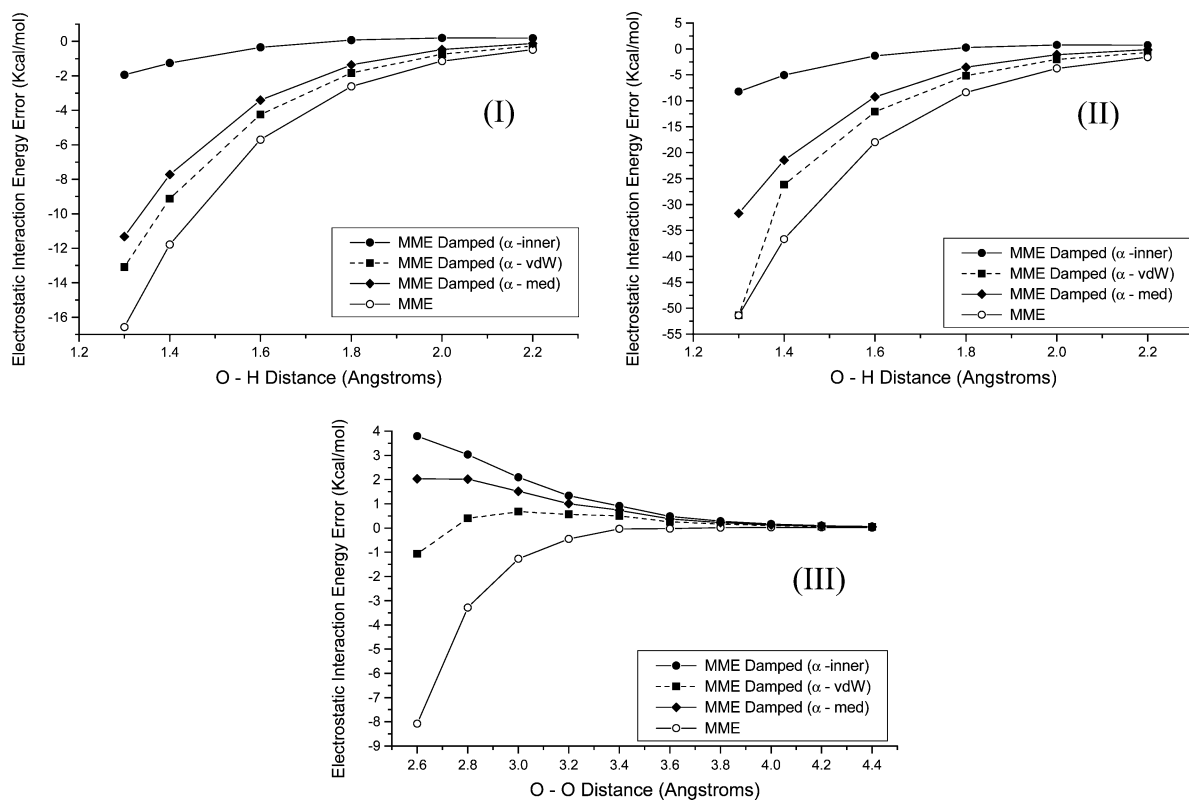 Electrostatic Interaction Energy Error (Kcal/mol)
0
-2
-4
-6
-8
-10
-12
-14
-16
(I)
MME Damped (α -inner)
MME Damped (α - vdW)
MME Damped (α - med)
MME
1.2 1.4 1.6 1.8 2.0 2.2
O - H Distance (Angstroms)
Electrostatic Interaction Energy Error (Kcal/mol)
5
0
-5
-10
-15
-20
-25
-30
-35
-40
-45
-50
-55
(II)
MME Damped (α -inner)
MME Damped (α - vdW)
MME Damped (α - med)
MME
1.2 1.4 1.6 1.8 2.0 2.2
O - H Distance (Angstroms)
Electrostatic Interaction Energy Error (Kcal/mol)
4
3
2
1
0
-1
-2
-3
-4
-5
-6
-7
-8
-9
(III)
MME Damped (α -inner)
MME Damped (α - vdW)
MME Damped (α - med)
MME
2.6 2.8 3.0 3.2 3.4 3.6 3.8 4.0 4.2 4.4
O - O Distance (Angstroms)